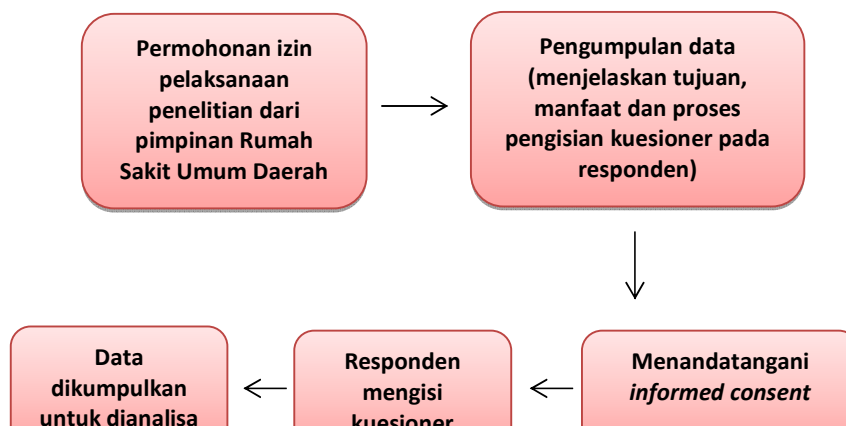 Permohonan izin
pelaksanaan
penelitian dari
pimpinan Rumah
Sakit Umum Daerah
Pengumpulan data
(menjelaskan tujuan,
manfaat dan proses
pengisian kuesioner pada
responden)
Menandatangani
informed consent
Responden
mengisi
kuesioner
Data
dikumpulkan
untuk dianalisa